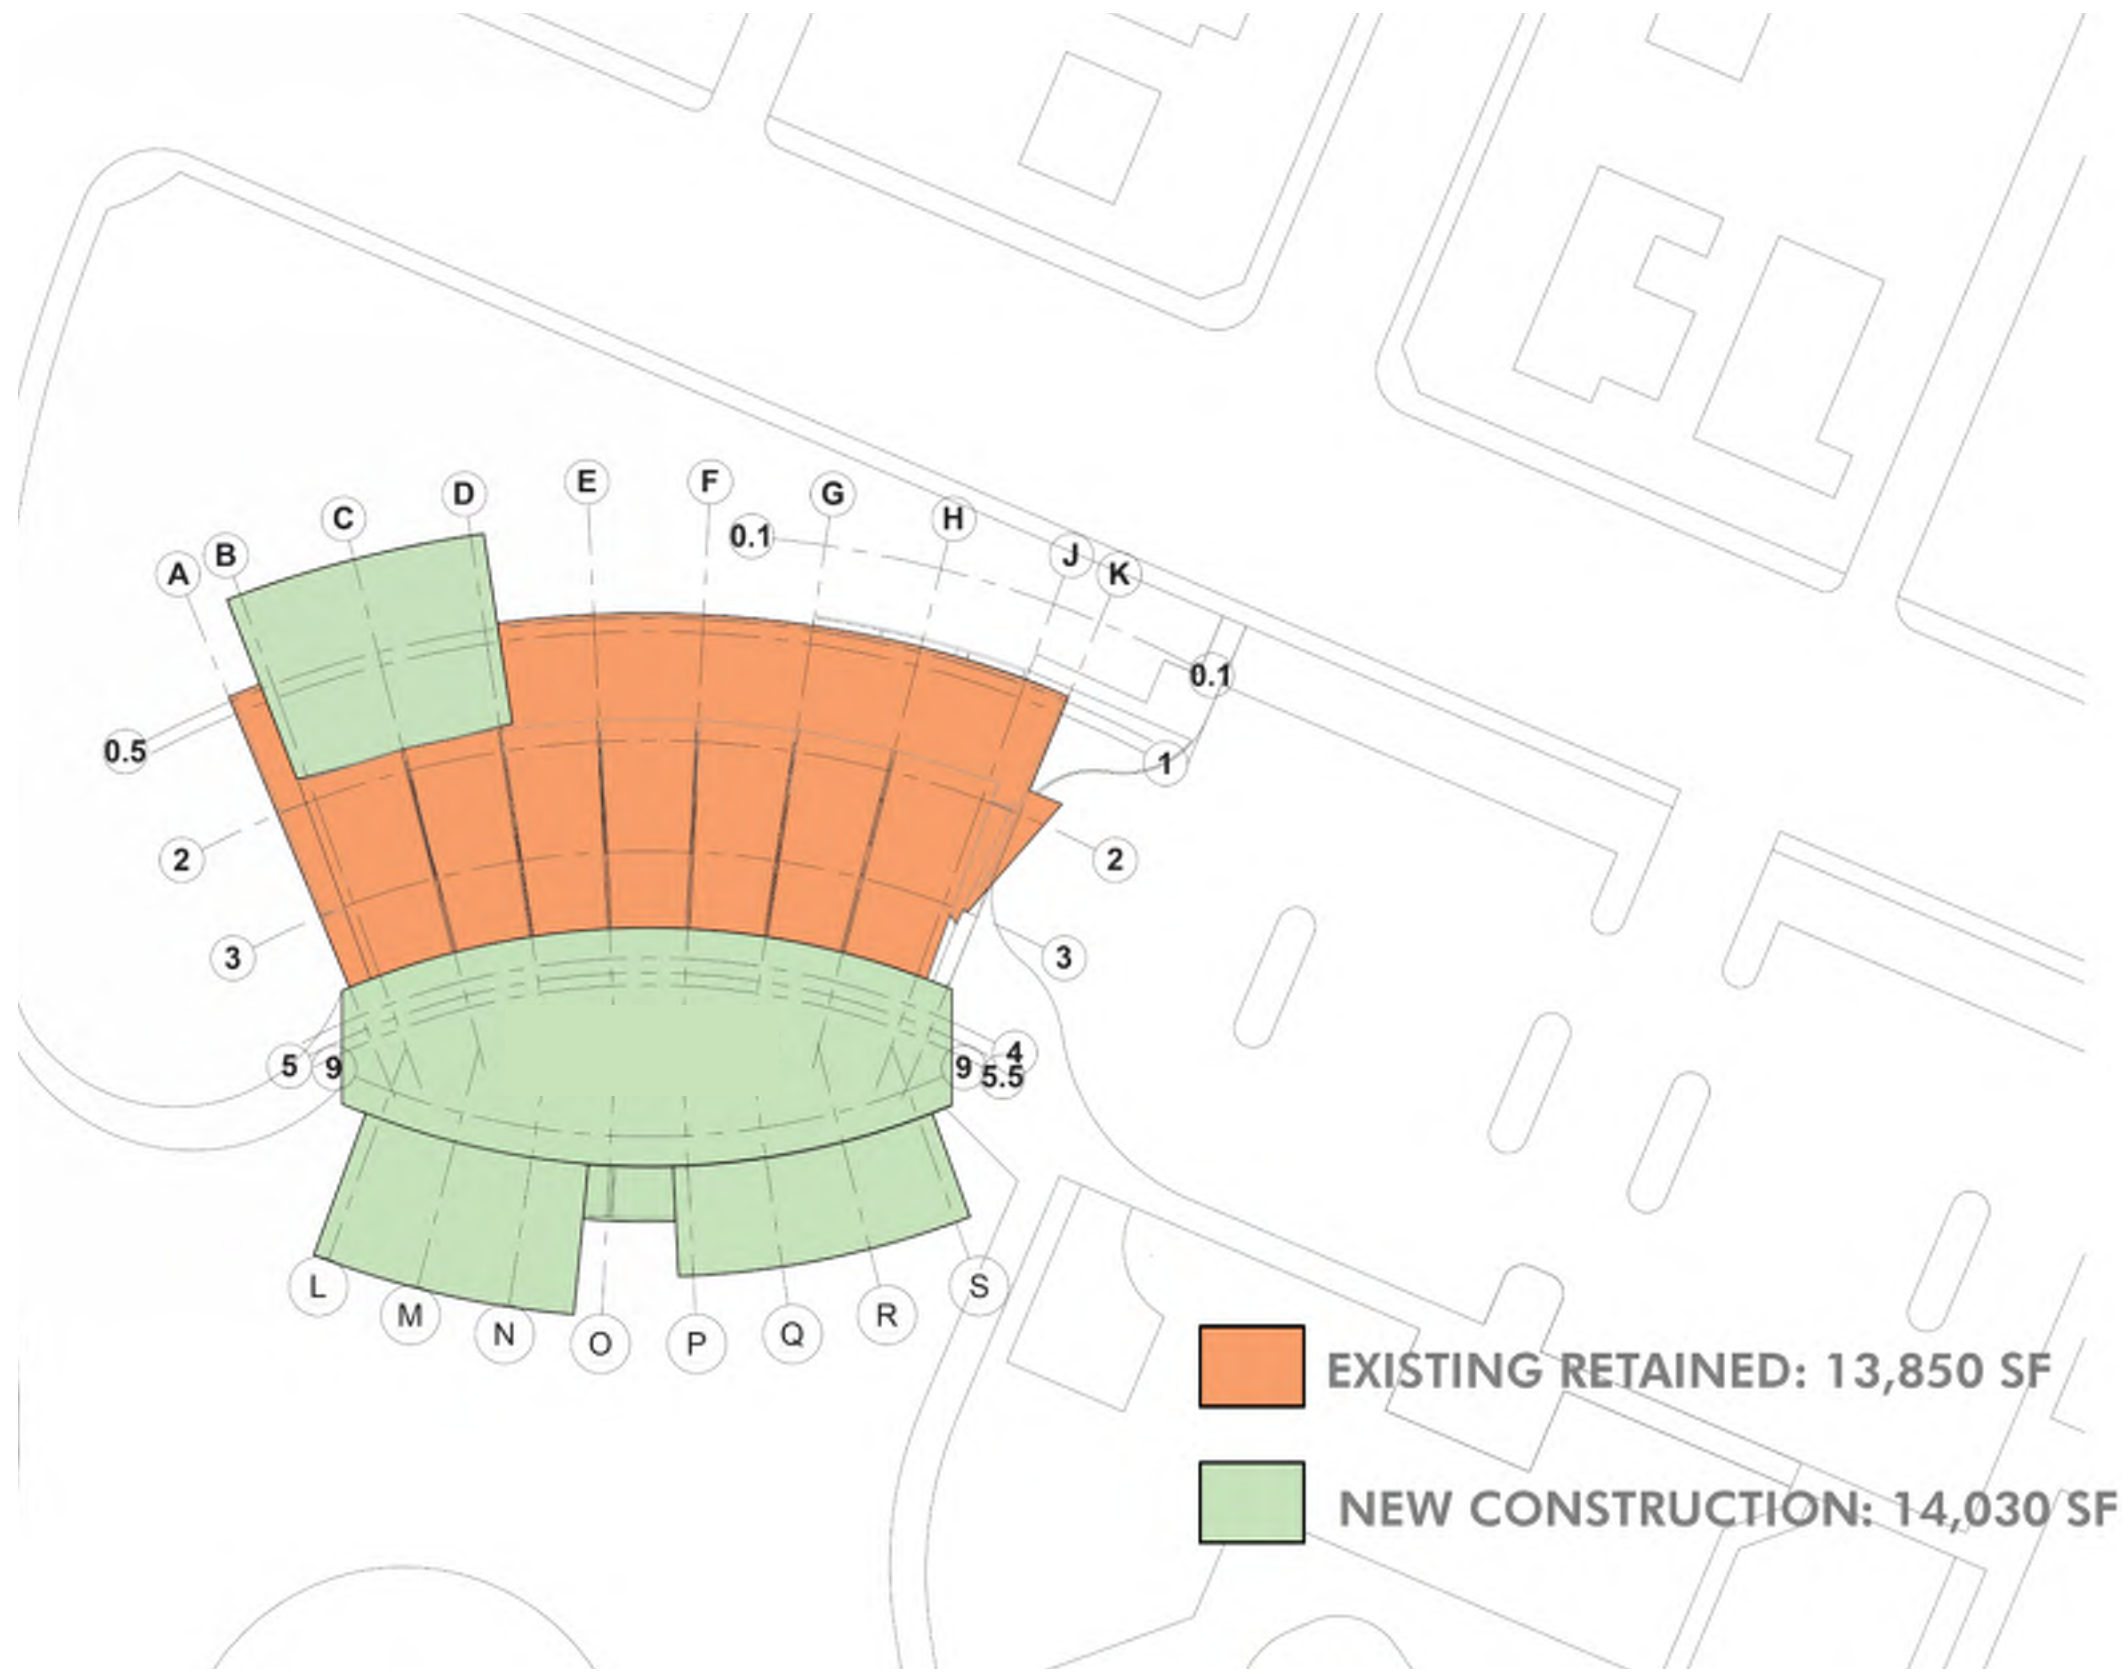 E
F
D
G
C
H
0.1
B
J
A
K
0.1
0.5
1
2
2
3
3
4
5
9
9
5.5
L
S
M
R
N
Q
O
P
EXISTING RETAINED: 13,850 SF
NEW CONSTRUCTION: 14,030 SF